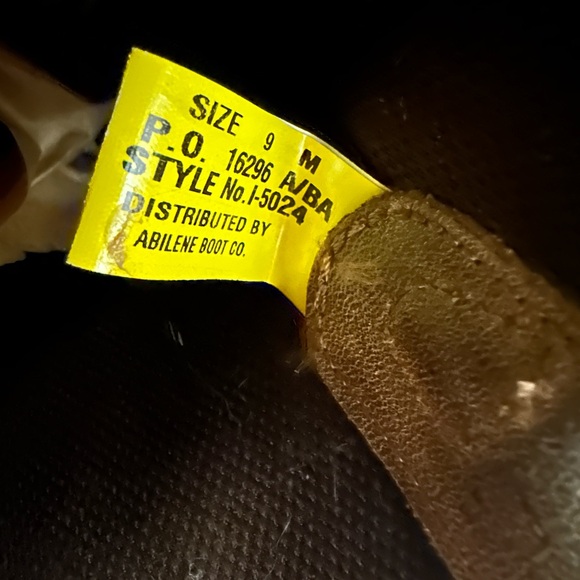 SIZE 9 M
P.O. 16296 A/BA
STYLE No. I-5024
DISTRIBUTED BY
ABILENE BOOT CO.